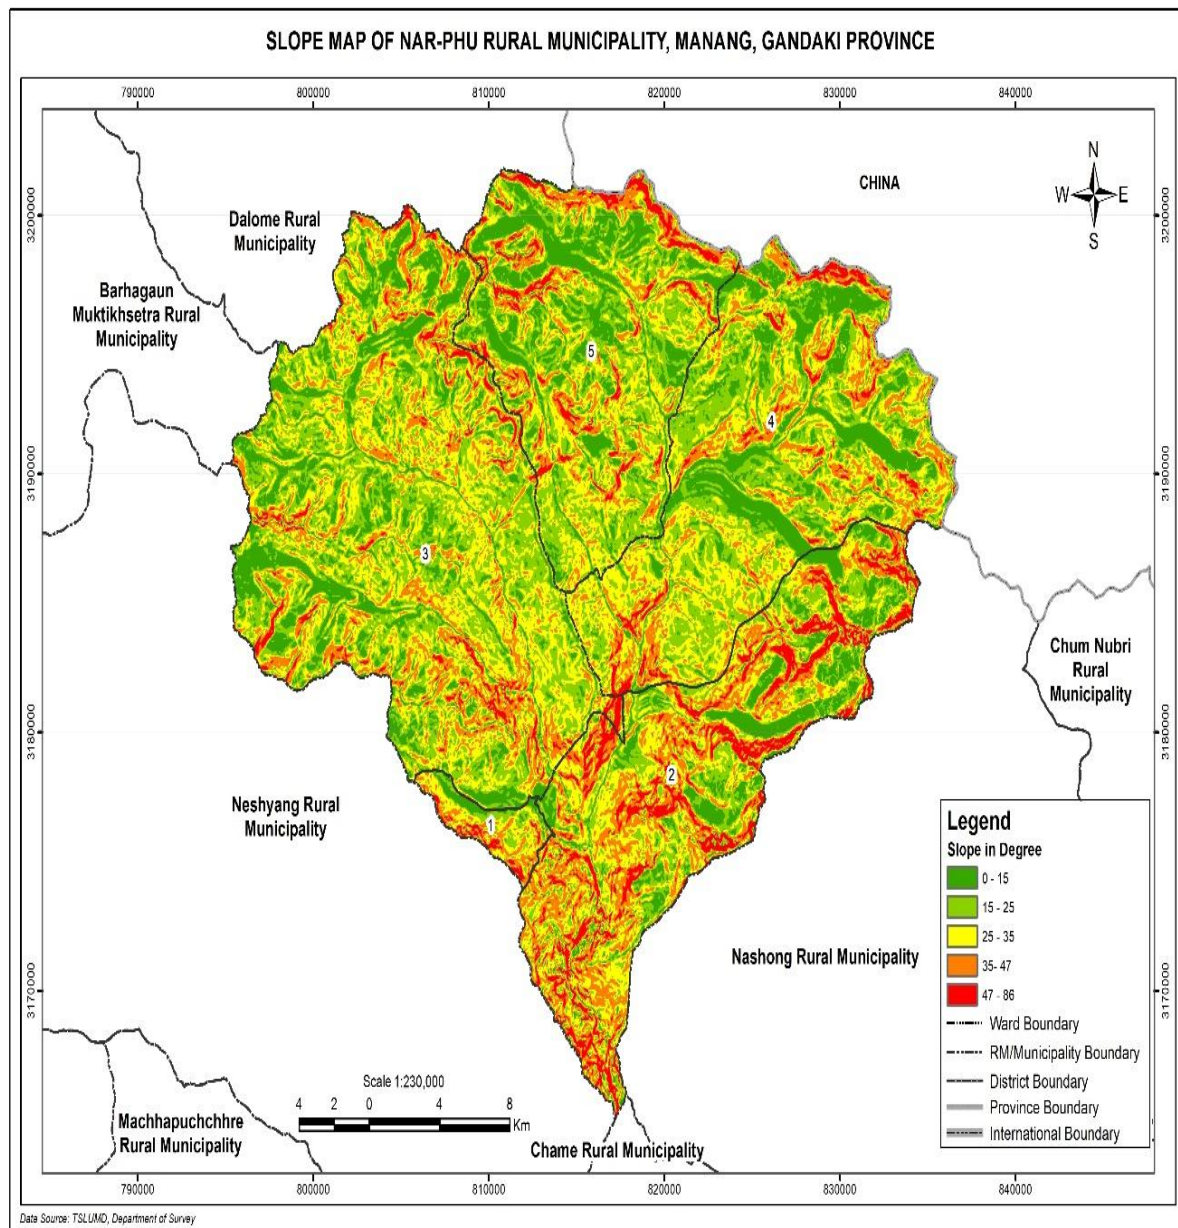 SLOPE MAP OF NAR-PHU RURAL MUNICIPALITY, MANANG, GANDAKI PROVINCE
790000
800000
810000
820000
830000
840000
N
W
E
S
CHINA
3200000
3200000
Dalome Rural
Municipality
Barhagaun
Muktikhsetra Rural
Municipality
5
4
3190000
3190000
3
Chum Nubri
Rural
Municipality
3180000
3180000
2
1
Neshyang Rural
Municipality
Nashong Rural Municipality
3170000
3170000
Legend
Slope in Degree
0 - 15
15 - 25
25 - 35
35- 47
47 - 86
Ward Boundary
RM/Municipality Boundary
District Boundary
Province Boundary
International Boundary
Scale 1:230,000
4 2 0 4 8
Km
Machhapuchchhre
Rural Municipality
Chame Rural Municipality
790000
800000
810000
820000
830000
840000
Data Source: TSLUMD, Department of Survey